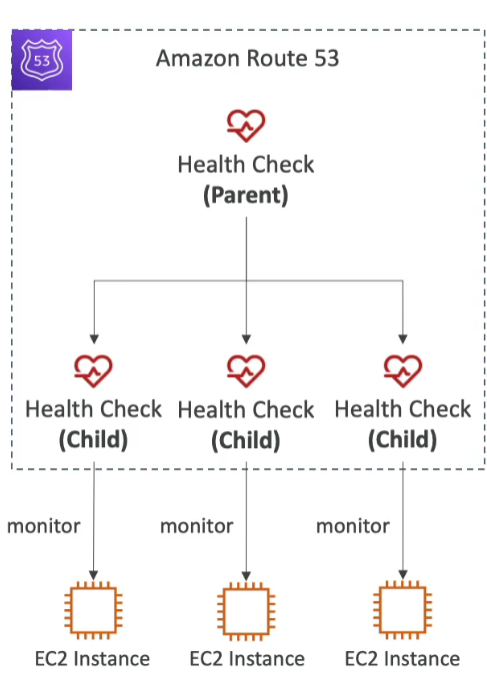 53
Amazon Route 53
Health Check
(Parent)
Health Check
(Child)
Health Check
(Child)
Health Check
(Child)
monitor
monitor
monitor
EC2 Instance
EC2 Instance
EC2 Instance